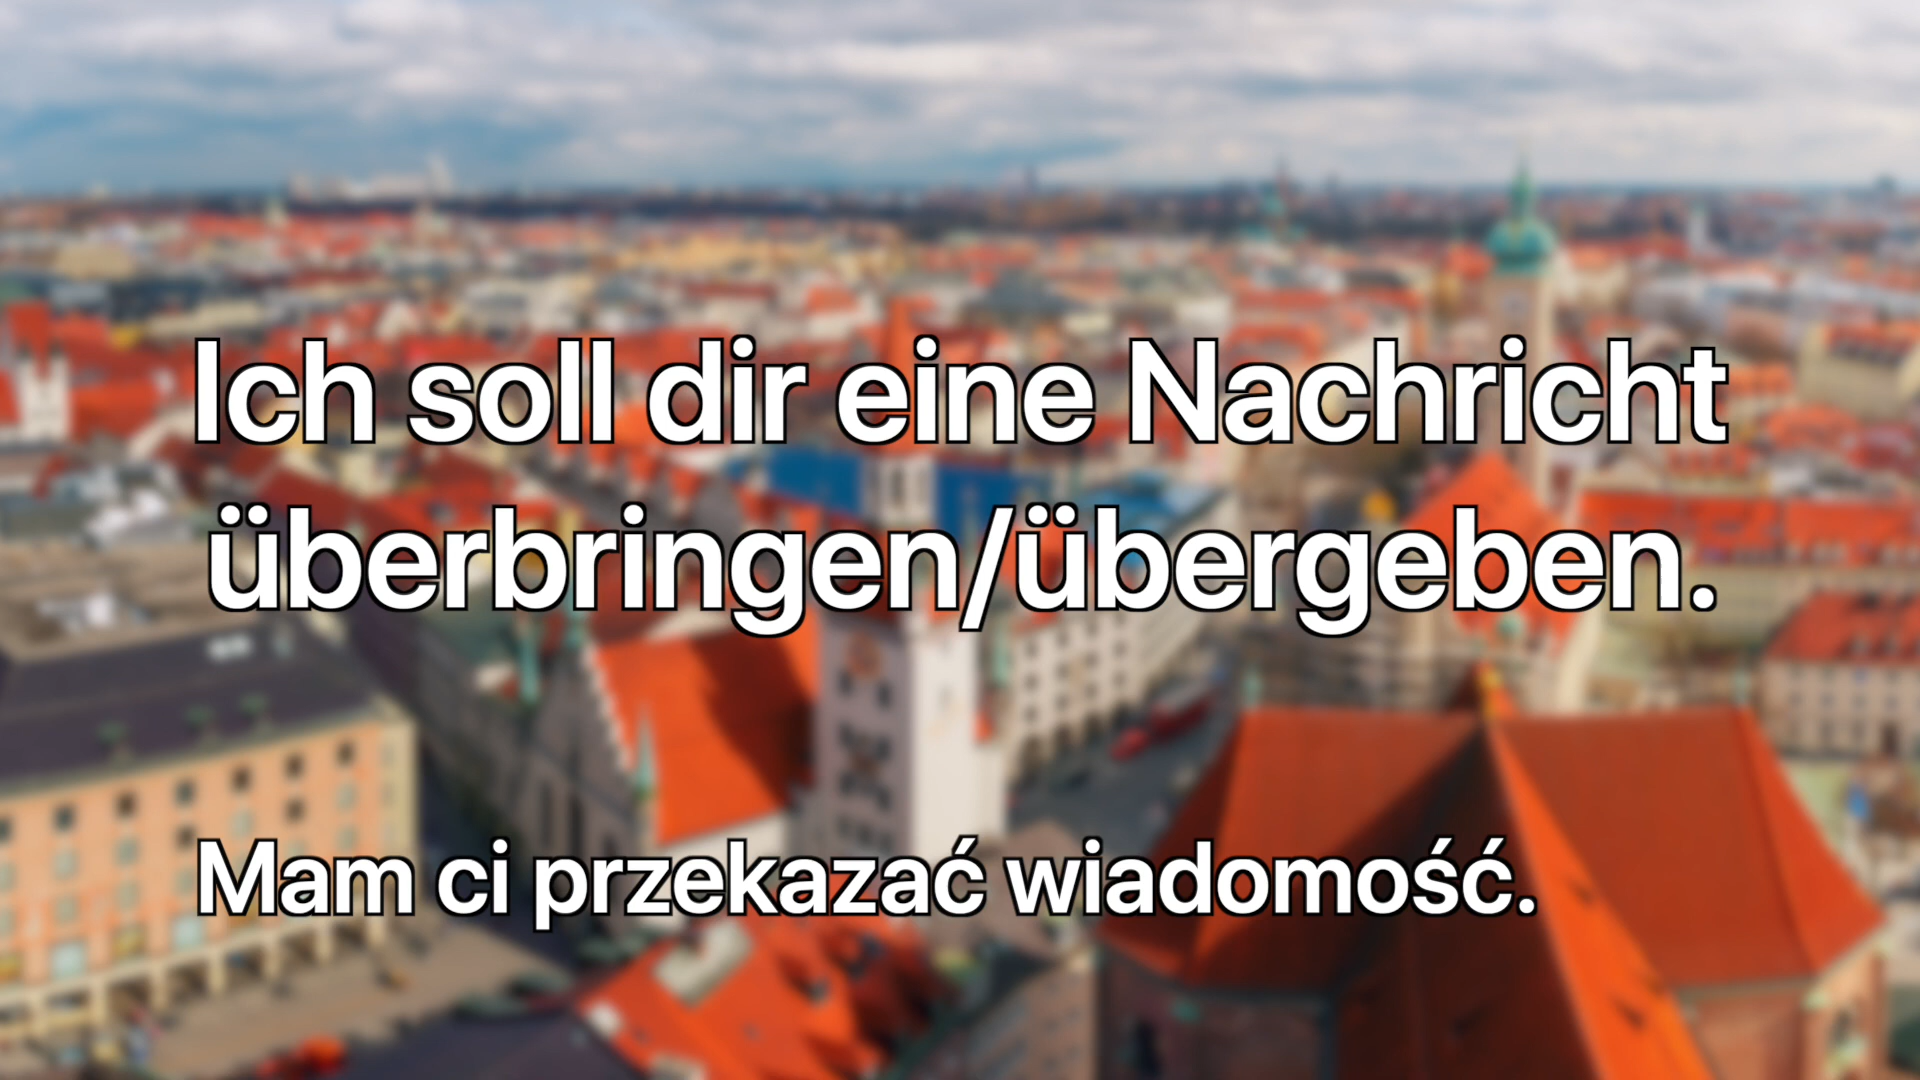 Ich soll dir eine Nachricht
überbringen/übergeben.
Mam ci przekazać wiadomość.